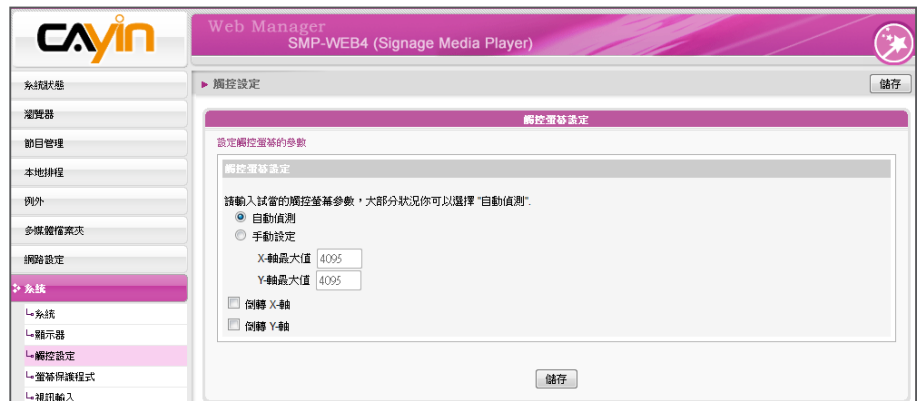 CAYIN
Web Manager
SMP-WEB4 (Signage Media Player)
系統狀態
瀏覽器
節目管理
本地排程
例外
多媒體檔案夾
網路設定
系統
系統
顯示器
觸控設定
螢幕保護程式
視訊輸入
觸控設定
儲存
觸控螢幕設定
設定觸控螢幕的參數
觸控螢幕設定
請輸入試當的觸控螢幕參數，大部分狀況你可以選擇 "自動偵測".
自動偵測
手動設定
X-軸最大值 4095
Y-軸最大值 4095
倒轉 X-軸
倒轉 Y-軸
儲存